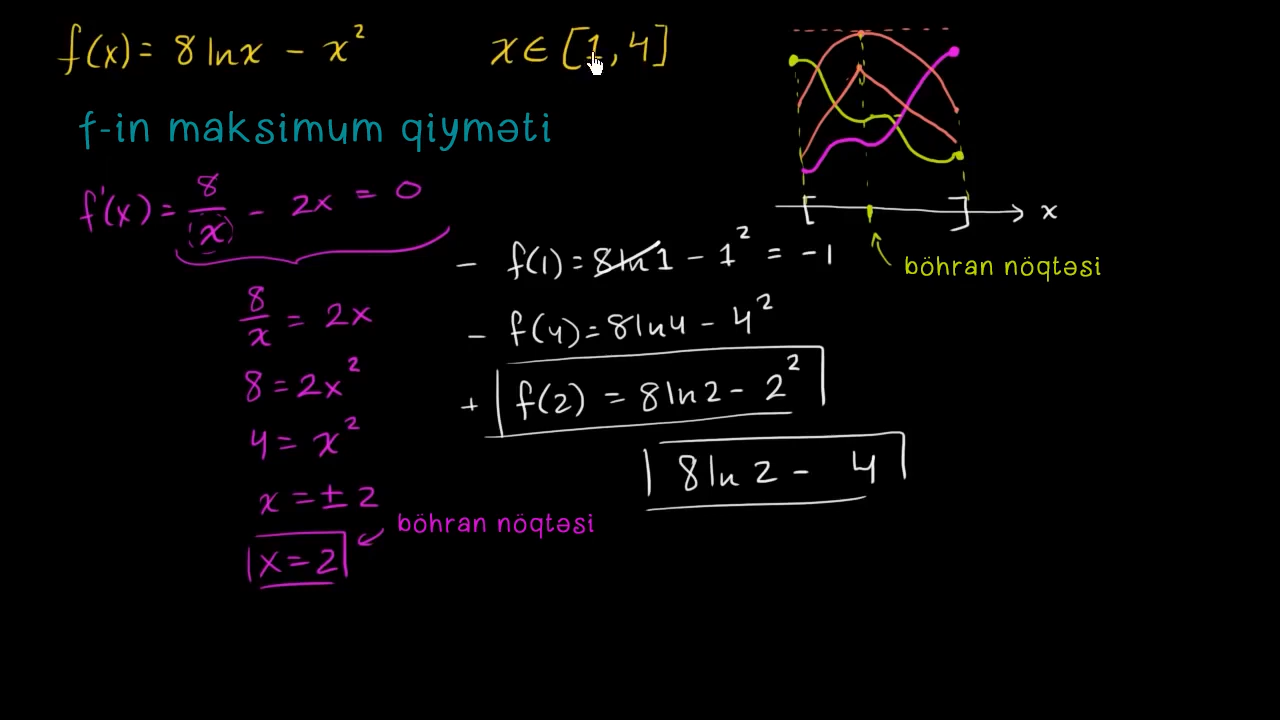 f(x) = 8 ln x - x² x ∈ [1, 4]
f-in maksimum qiyməti
f'(x) = 8/x - 2x = 0
8/x = 2x
8 = 2x²
4 = x²
x = ± 2
x = 2
böhran nöqtəsi
- f(1) = 8 ln 1 - 1² = -1
- f(4) = 8 ln 4 - 4²
+ f(2) = 8 ln 2 - 2²
8 ln 2 - 4
[ ] x
böhran nöqtəsi